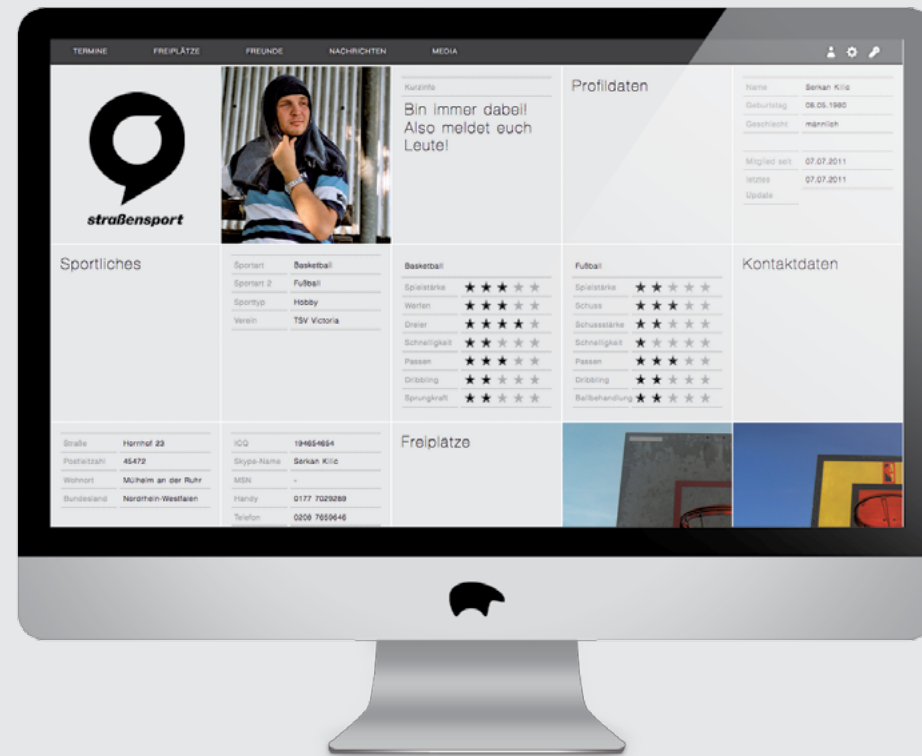 TERMINE FREIPLÄTZE FREUNDE NACHRICHTEN MEDIA
straßensport
Kurzinfo
Bin immer dabei!
Also meldet euch
Leute!
Profildaten
Name Serkan Kilic
Geburtstag 06.05.1980
Geschlecht männlich
Mitglied seit 07.07.2011
letztes 07.07.2011
Update
Sportliches
Sportart Basketball
Sportart 2 Fußball
Sporttyp Hobby
Verein TSV Victoria
Basketball
Spielstärke ★★★★★
Werfen ★★★★★
Dreier ★★★★★
Schnelligkeit ★★★★★
Passen ★★★★★
Dribbling ★★★★★
Sprungkraft ★★★★★
Fußball
Spielstärke ★★★★★
Schuss ★★★★★
Schussstärke ★★★★★
Schnelligkeit ★★★★★
Passen ★★★★★
Dribbling ★★★★★
Ballbehandlung ★★★★★
Kontaktdaten
Straße Horrhof 23
Postleitzahl 45472
Wohnort Mülheim an der Ruhr
Bundesland Nordrhein-Westfalen
ICQ 194654654
Skype-Name Serkan Kilic
MSN -
Handy 0177 7029289
Telefon 0208 7659646
Freiplätze